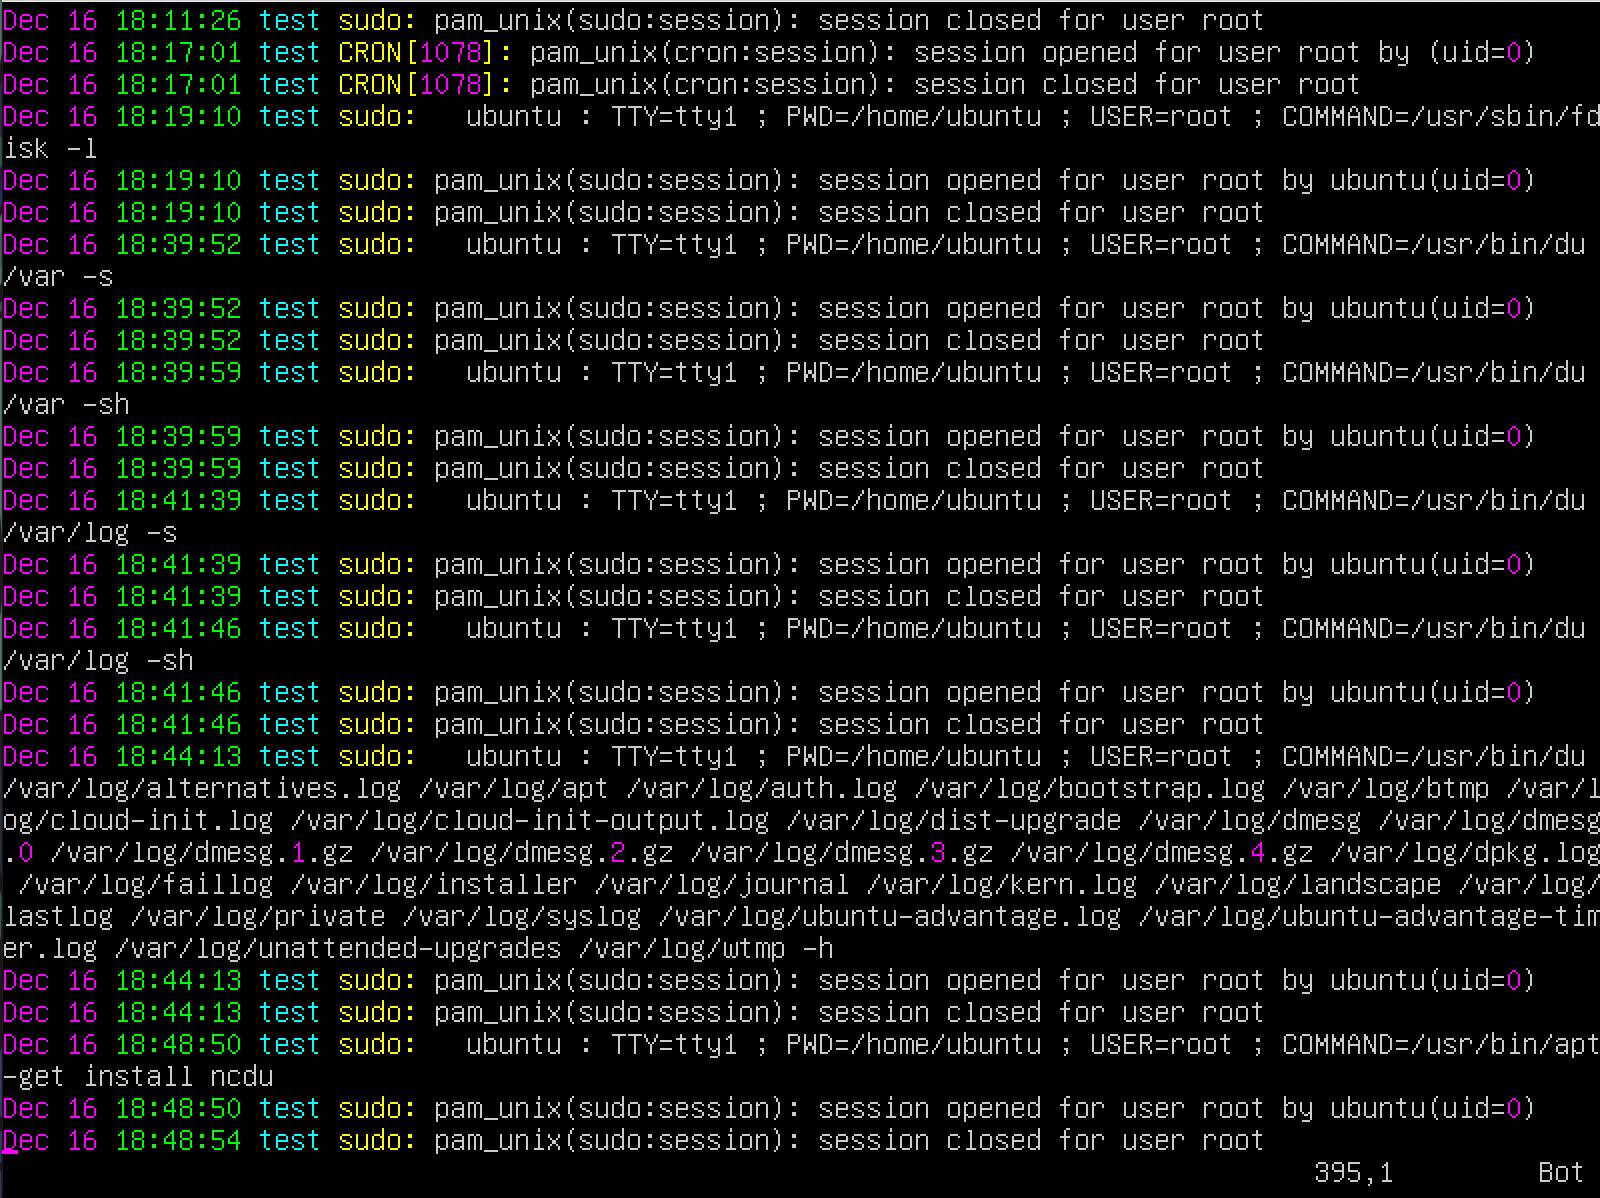 Dec 16 18:11:26 test sudo: pam_unix(sudo:session): session closed for user root
Dec 16 18:17:01 test CRON[1078]: pam_unix(cron:session): session opened for user root by (uid=0)
Dec 16 18:17:01 test CRON[1078]: pam_unix(cron:session): session closed for user root
Dec 16 18:19:10 test sudo:   ubuntu : TTY=tty1 ; PWD=/home/ubuntu ; USER=root ; COMMAND=/usr/sbin/fd
isk -l
Dec 16 18:19:10 test sudo: pam_unix(sudo:session): session opened for user root by ubuntu(uid=0)
Dec 16 18:19:10 test sudo: pam_unix(sudo:session): session closed for user root
Dec 16 18:39:52 test sudo:   ubuntu : TTY=tty1 ; PWD=/home/ubuntu ; USER=root ; COMMAND=/usr/bin/du
/var -s
Dec 16 18:39:52 test sudo: pam_unix(sudo:session): session opened for user root by ubuntu(uid=0)
Dec 16 18:39:52 test sudo: pam_unix(sudo:session): session closed for user root
Dec 16 18:39:59 test sudo:   ubuntu : TTY=tty1 ; PWD=/home/ubuntu ; USER=root ; COMMAND=/usr/bin/du
/var -sh
Dec 16 18:39:59 test sudo: pam_unix(sudo:session): session opened for user root by ubuntu(uid=0)
Dec 16 18:39:59 test sudo: pam_unix(sudo:session): session closed for user root
Dec 16 18:41:39 test sudo:   ubuntu : TTY=tty1 ; PWD=/home/ubuntu ; USER=root ; COMMAND=/usr/bin/du
/var/log -s
Dec 16 18:41:39 test sudo: pam_unix(sudo:session): session opened for user root by ubuntu(uid=0)
Dec 16 18:41:39 test sudo: pam_unix(sudo:session): session closed for user root
Dec 16 18:41:46 test sudo:   ubuntu : TTY=tty1 ; PWD=/home/ubuntu ; USER=root ; COMMAND=/usr/bin/du
/var/log -sh
Dec 16 18:41:46 test sudo: pam_unix(sudo:session): session opened for user root by ubuntu(uid=0)
Dec 16 18:41:46 test sudo: pam_unix(sudo:session): session closed for user root
Dec 16 18:44:13 test sudo:   ubuntu : TTY=tty1 ; PWD=/home/ubuntu ; USER=root ; COMMAND=/usr/bin/du
/var/log/alternatives.log /var/log/apt /var/log/auth.log /var/log/bootstrap.log /var/log/btmp /var/l
og/cloud-init.log /var/log/cloud-init-output.log /var/log/dist-upgrade /var/log/dmesg /var/log/dmesg
.0 /var/log/dmesg.1.gz /var/log/dmesg.2.gz /var/log/dmesg.3.gz /var/log/dmesg.4.gz /var/log/dpkg.log
 /var/log/faillog /var/log/installer /var/log/journal /var/log/kern.log /var/log/landscape /var/log/
lastlog /var/log/private /var/log/syslog /var/log/ubuntu-advantage.log /var/log/ubuntu-advantage-tim
er.log /var/log/unattended-upgrades /var/log/wtmp -h
Dec 16 18:44:13 test sudo: pam_unix(sudo:session): session opened for user root by ubuntu(uid=0)
Dec 16 18:44:13 test sudo: pam_unix(sudo:session): session closed for user root
Dec 16 18:48:50 test sudo:   ubuntu : TTY=tty1 ; PWD=/home/ubuntu ; USER=root ; COMMAND=/usr/bin/apt
-get install ncdu
Dec 16 18:48:50 test sudo: pam_unix(sudo:session): session opened for user root by ubuntu(uid=0)
Dec 16 18:48:54 test sudo: pam_unix(sudo:session): session closed for user root
395,1 Bot